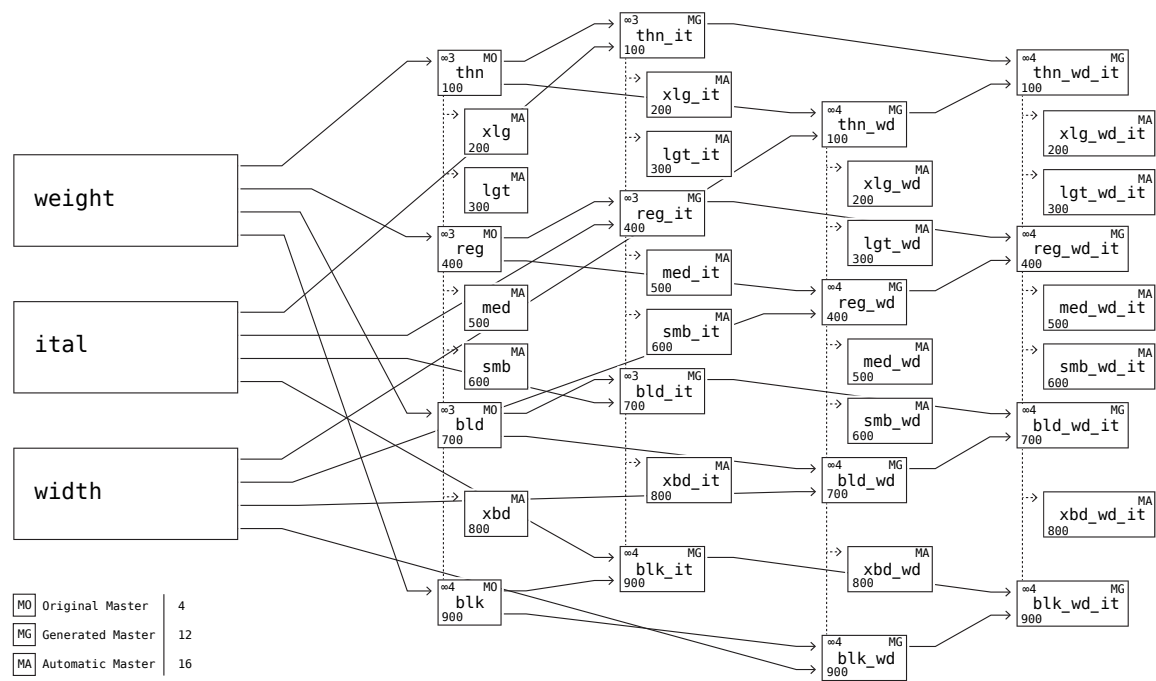 weight
ital
width
MO Original Master 4
MG Generated Master 12
MA Automatic Master 16
∞3 MO
thn
100
MA
xlg
200
MA
lgt
300
∞3 MO
reg
400
MA
med
500
MA
smb
600
∞3 MO
bld
700
MA
xbd
800
∞4 MO
blk
900
∞3 MG
thn_it
100
MA
xlg_it
200
MA
lgt_it
300
∞3 MG
reg_it
400
MA
med_it
500
MA
smb_it
600
∞3 MG
bld_it
700
MA
xbd_it
800
∞4 MG
blk_it
900
∞4 MG
thn_wd
100
MA
xlg_wd
200
MA
lgt_wd
300
∞4 MG
reg_wd
400
MA
med_wd
500
MA
smb_wd
600
∞4 MG
bld_wd
700
MA
xbd_wd
800
∞4 MG
blk_wd
900
∞4 MG
thn_wd_it
100
MA
xlg_wd_it
200
MA
lgt_wd_it
300
∞4 MG
reg_wd_it
400
MA
med_wd_it
500
MA
smb_wd_it
600
∞4 MG
bld_wd_it
700
MA
xbd_wd_it
800
∞4 MG
blk_wd_it
900